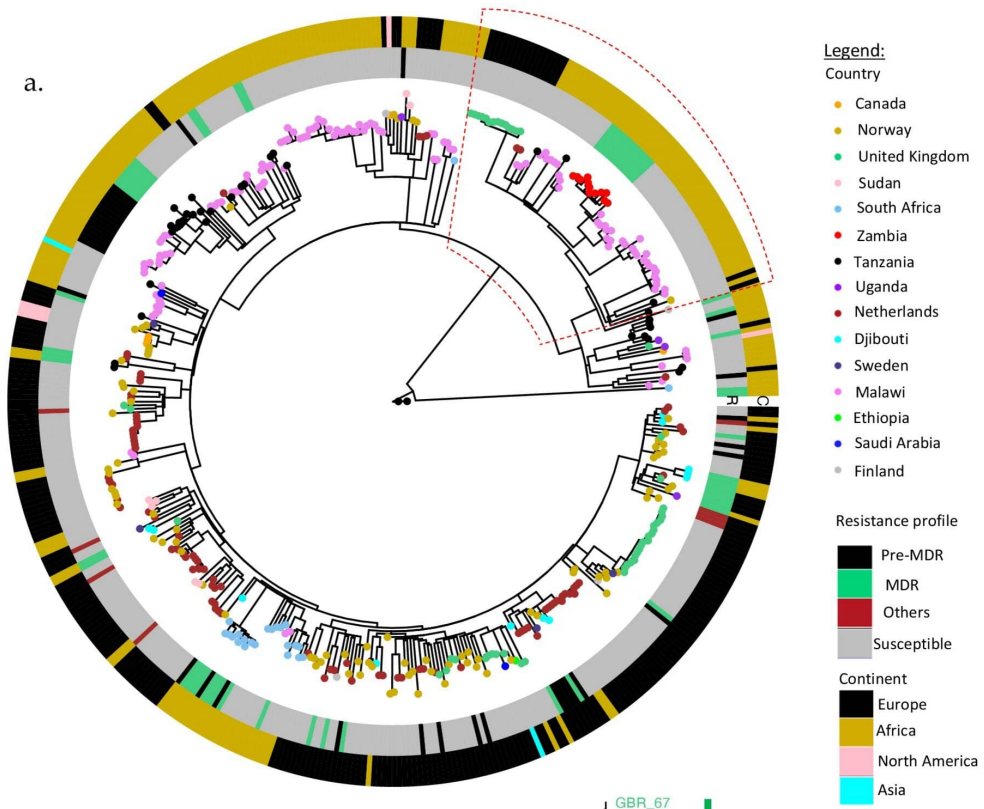 a.
R
C
Legend:
Country
Canada
Norway
United Kingdom
Sudan
South Africa
Zambia
Tanzania
Uganda
Netherlands
Djibouti
Sweden
Malawi
Ethiopia
Saudi Arabia
Finland
Resistance profile
Pre-MDR
MDR
Others
Susceptible
Continent
Europe
Africa
North America
Asia
GBR_67